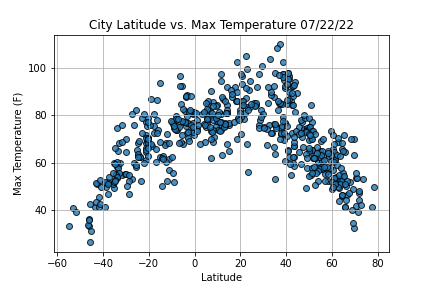 City Latitude vs. Max Temperature 07/22/22
Max Temperature (F)
100
80
60
40
−60 −40 −20 0 20 40 60 80
Latitude